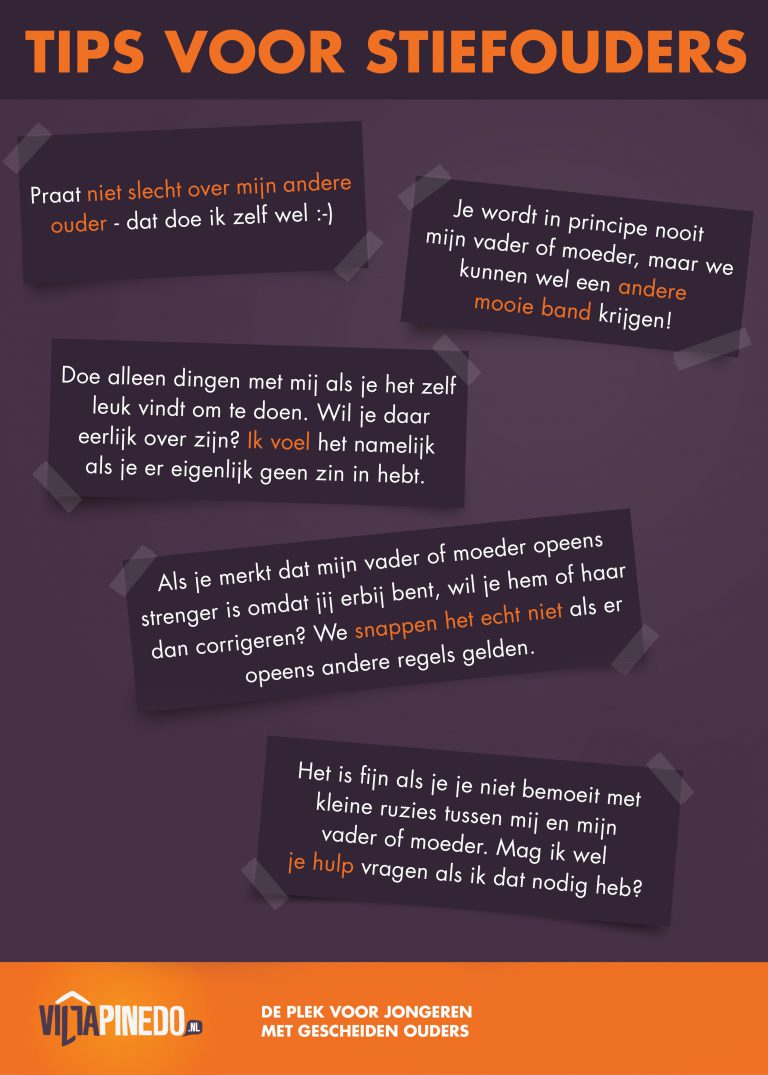 TIPS VOOR STIEFOUDERS
Praat niet slecht over mijn andere
ouder - dat doe ik zelf wel :-)
Je wordt in principe nooit
mijn vader of moeder, maar we
kunnen wel een andere
mooie band krijgen!
Doe alleen dingen met mij als je het zelf
leuk vindt om te doen. Wil je daar
eerlijk over zijn? Ik voel het namelijk
als je er eigenlijk geen zin in hebt.
Als je merkt dat mijn vader of moeder opeens
strenger is omdat jij erbij bent, wil je hem of haar
dan corrigeren? We snappen het echt niet als er
opeens andere regels gelden.
Het is fijn als je je niet bemoeit met
kleine ruzies tussen mij en mijn
vader of moeder. Mag ik wel
je hulp vragen als ik dat nodig heb?
VILLAPINEDO.NL
DE PLEK VOOR JONGEREN
MET GESCHEIDEN OUDERS